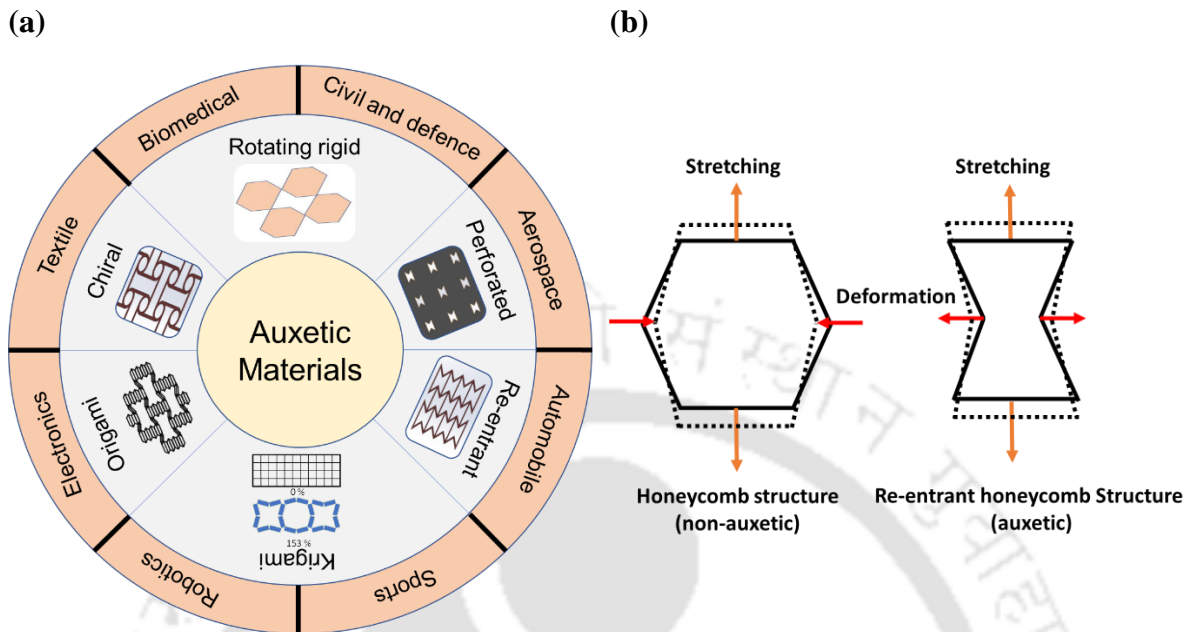 (a)
(b)
Biomedical
Civil and defence
Textile
Aerospace
Electronics
Automobile
Robotics
Sports
Rotating rigid
Chiral
Perforated
Auxetic
Materials
Origami
Re-entrant
0 %
153 %
Krigami
Stretching
Stretching
Deformation
Honeycomb structure
(non-auxetic)
Re-entrant honeycomb Structure
(auxetic)